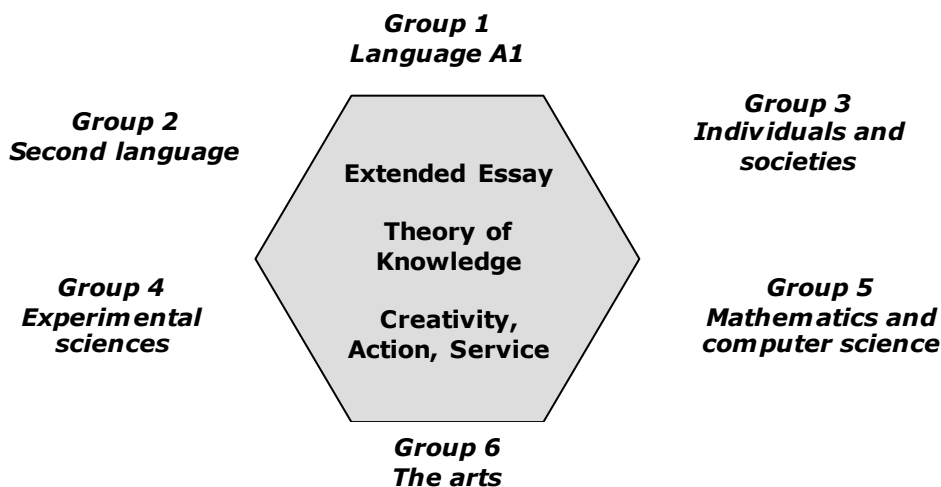 Group 1
Language A1
Group 2
Second language
Group 3
Individuals and
societies
Extended Essay
Theory of
Knowledge
Creativity,
Action, Service
Group 4
Experimental
sciences
Group 5
Mathematics and
computer science
Group 6
The arts